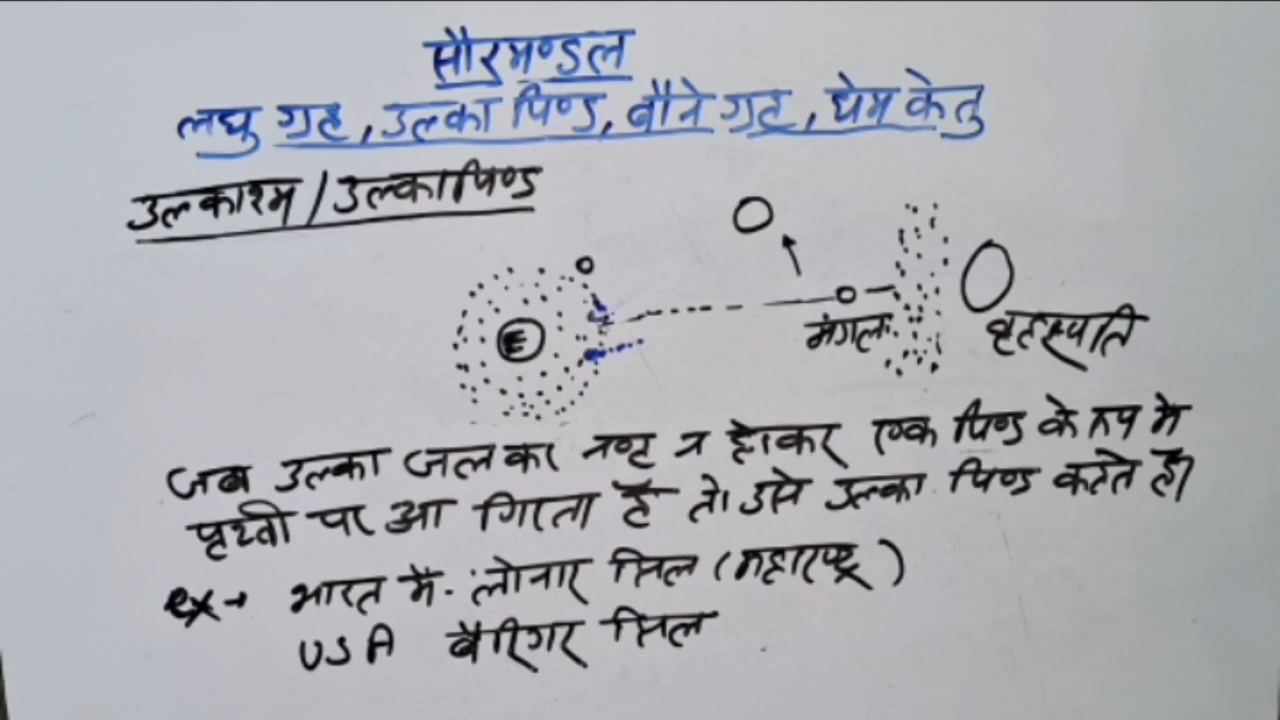 सौरमण्डल
लघु ग्रह, उल्का पिण्ड, बौने ग्रह, धूमकेतु
उल्काश्म / उल्कापिण्ड
E
मंगल
बृहस्पति
जब उल्का जलकर नष्ट न होकर एक पिण्ड के रूप में
पृथ्वी पर आ गिरता है तो उसे उल्का पिण्ड कहते है।
ex→ भारत में. लोनार झिल (महाराष्ट्र)
USA बैरिंगर झिल